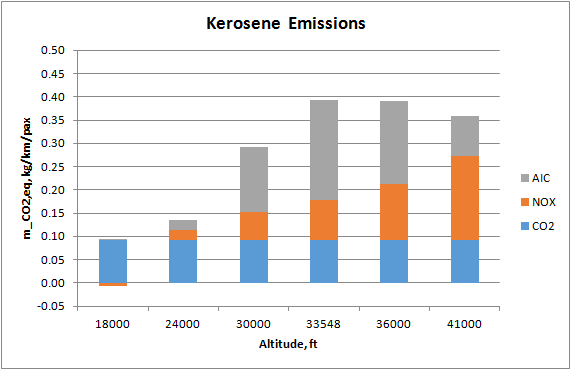 Kerosene Emissions
0.50
0.45
0.40
0.35
0.30
0.25
0.20
0.15
0.10
0.05
0.00
-0.05
m_CO2,eq, kg/km/pax
18000 24000 30000 33548 36000 41000
Altitude, ft
AIC
NOX
CO2